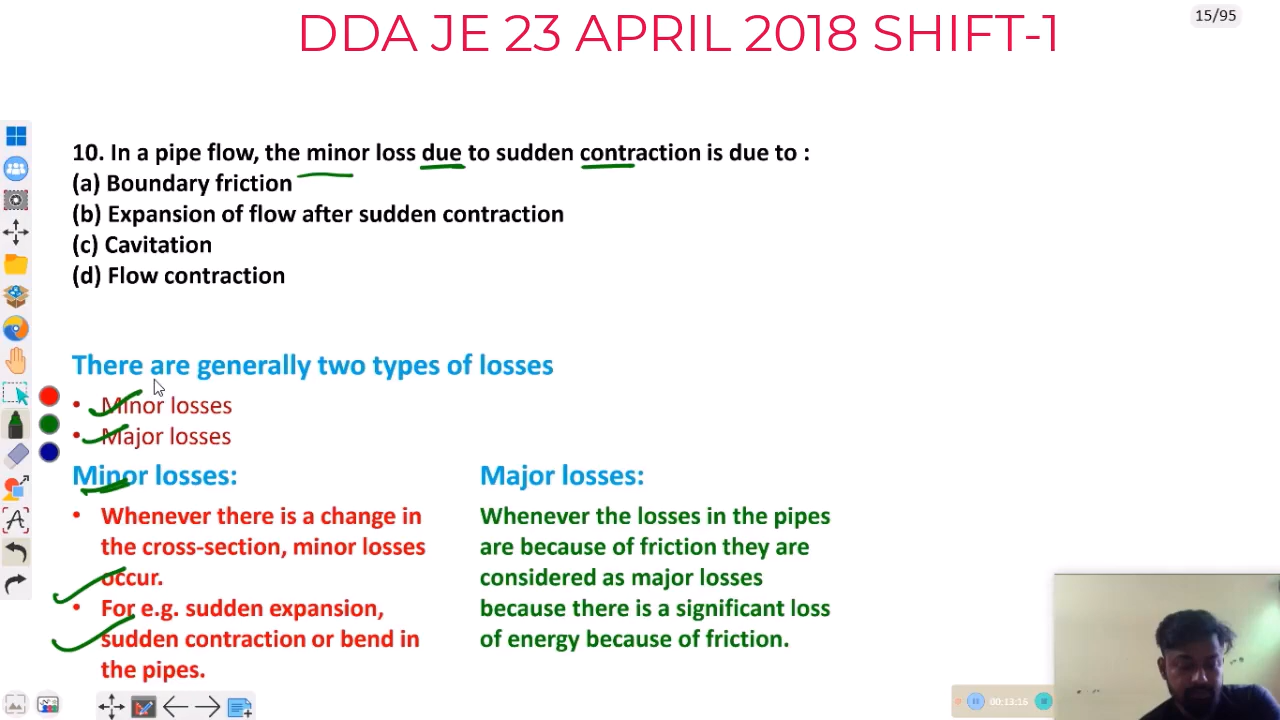 DDA JE 23 APRIL 2018 SHIFT-1
15/95
10. In a pipe flow, the minor loss due to sudden contraction is due to :
(a) Boundary friction
(b) Expansion of flow after sudden contraction
(c) Cavitation
(d) Flow contraction
There are generally two types of losses
• Minor losses
• Major losses
Minor losses:
• Whenever there is a change in
the cross-section, minor losses
occur.
• For e.g. sudden expansion,
sudden contraction or bend in
the pipes.
Major losses:
Whenever the losses in the pipes
are because of friction they are
considered as major losses
because there is a significant loss
of energy because of friction.
00:13:16